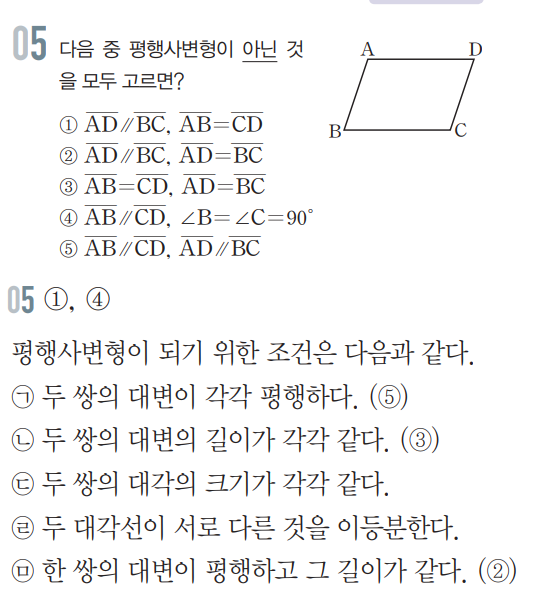 05 다음 중 평행사변형이 아닌 것
을 모두 고르면?
A D
B C
① AD∥BC, AB=CD
② AD∥BC, AD=BC
③ AB=CD, AD=BC
④ AB∥CD, ∠B=∠C=90°
⑤ AB∥CD, AD∥BC
05 ①, ④
평행사변형이 되기 위한 조건은 다음과 같다.
㉠ 두 쌍의 대변이 각각 평행하다. (⑤)
㉡ 두 쌍의 대변의 길이가 각각 같다. (③)
㉢ 두 쌍의 대각의 크기가 각각 같다.
㉣ 두 대각선이 서로 다른 것을 이등분한다.
㉤ 한 쌍의 대변이 평행하고 그 길이가 같다. (②)